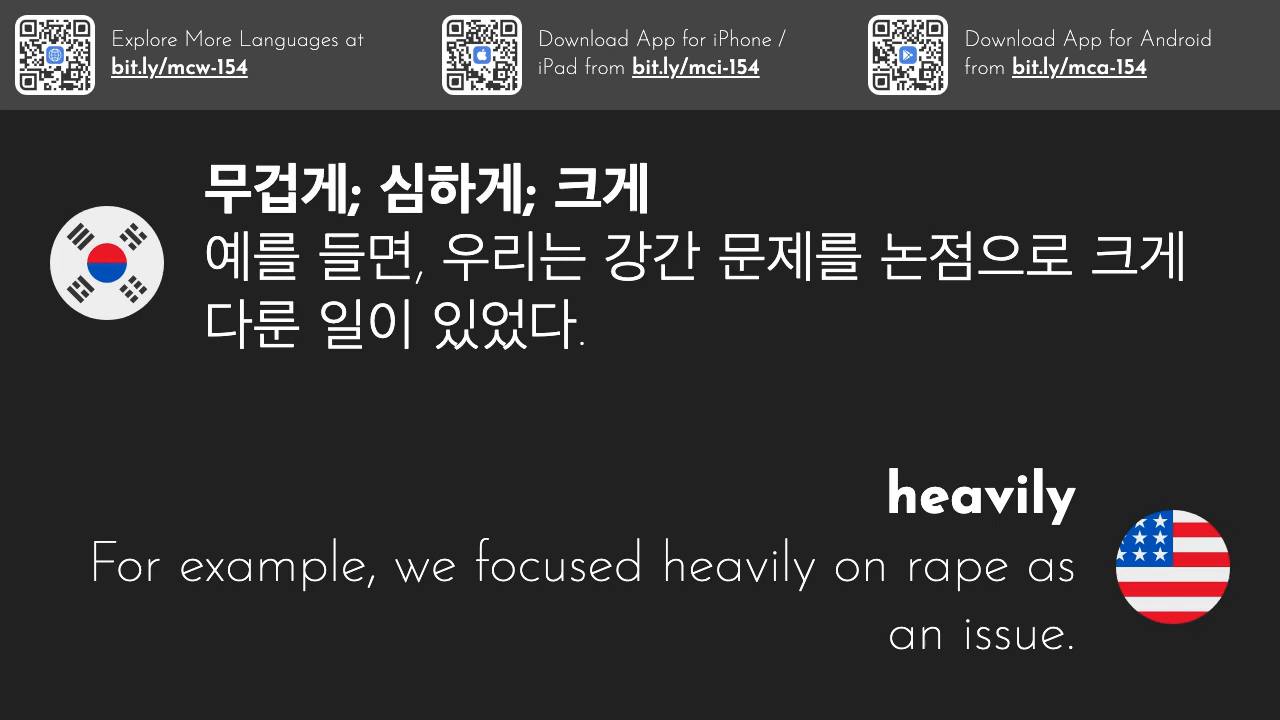 Explore More Languages at
bit.ly/mcw-154
Download App for iPhone /
iPad from bit.ly/mci-154
Download App for Android
from bit.ly/mca-154
무겁게; 심하게; 크게
예를 들면, 우리는 강간 문제를 논점으로 크게
다룬 일이 있었다.
heavily
For example, we focused heavily on rape as
an issue.